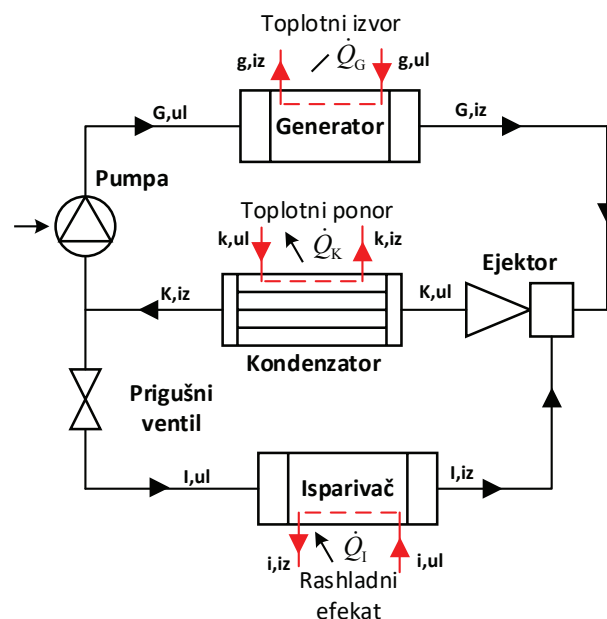 Toplotni izvor
g,iz
Q̇G
g,ul
G,ul
Generator
G,iz
Pumpa
Toplotni ponor
k,ul
Q̇K
k,iz
Ejektor
K,iz
K,ul
Kondenzator
Prigušni
ventil
I,ul
Isparivač
I,iz
i,iz
Q̇I
i,ul
Rashladni
efekat